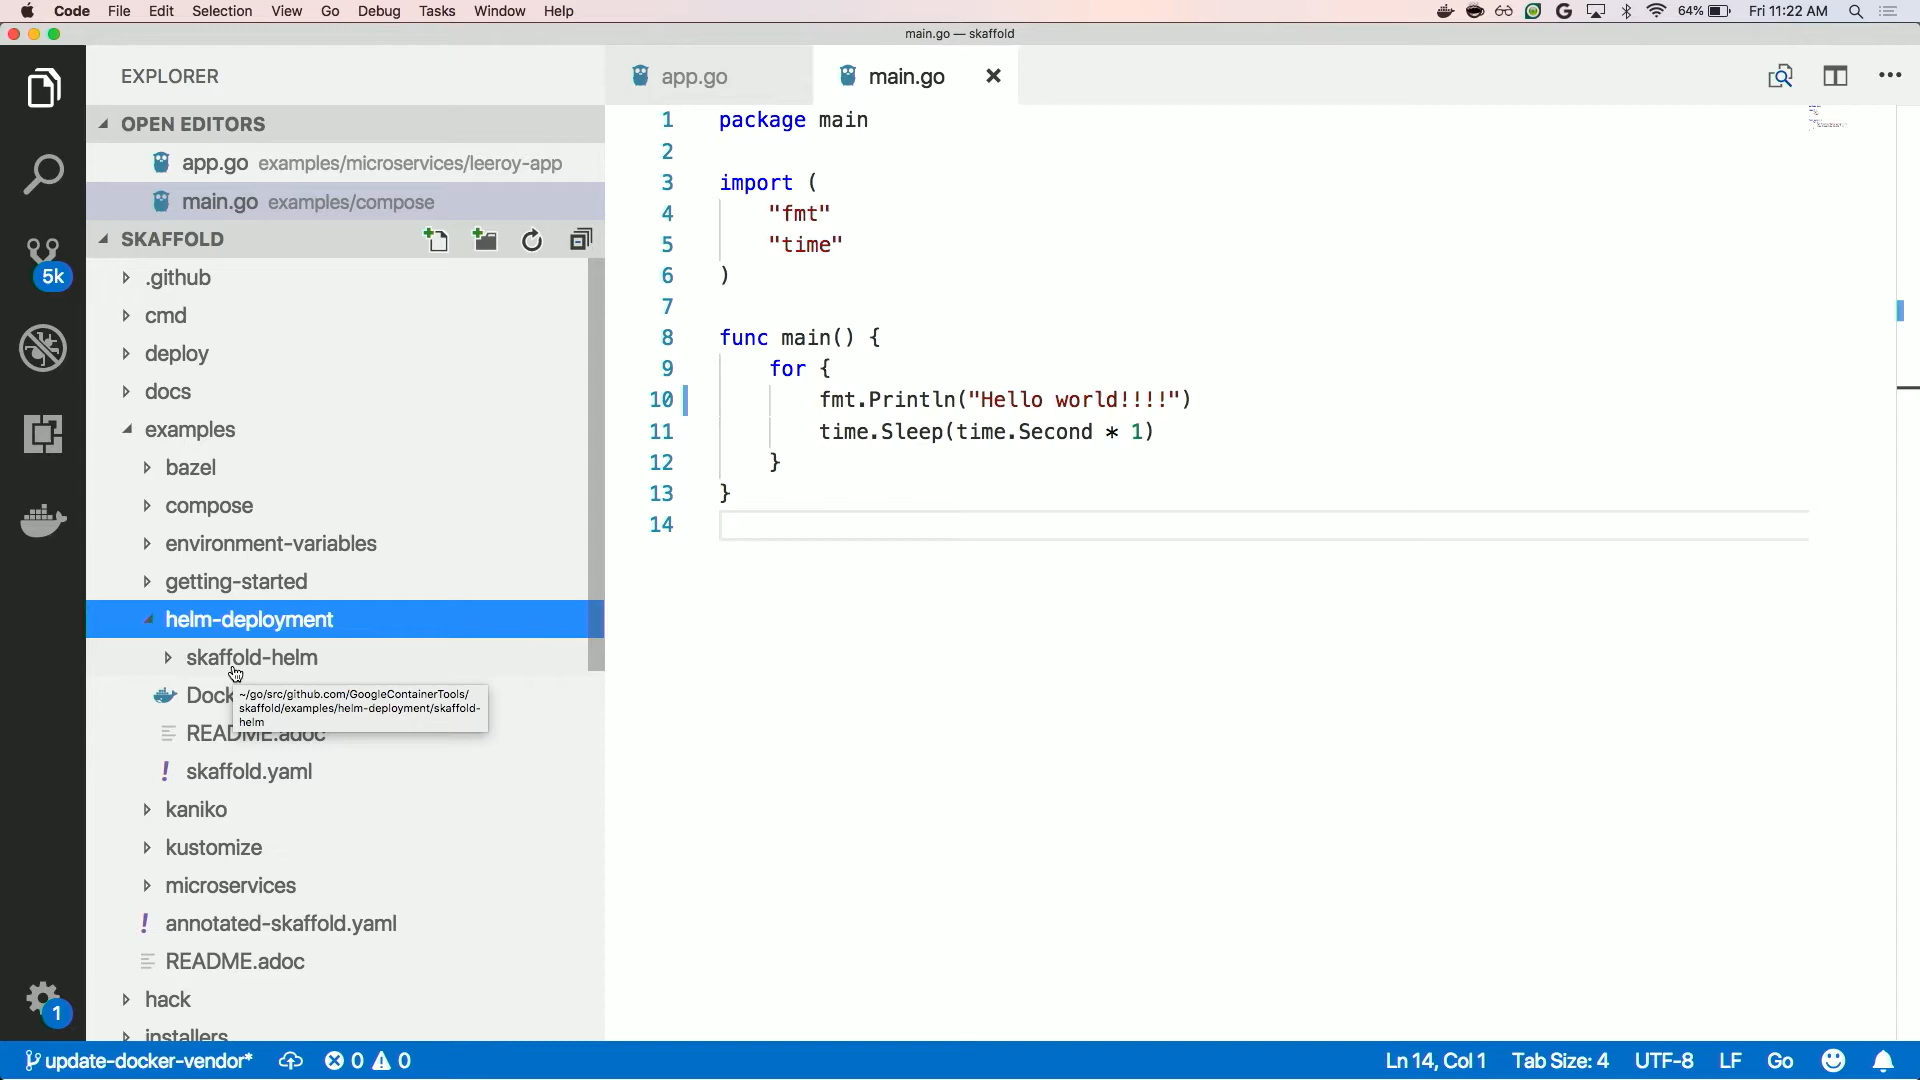 Code File Edit Selection View Go Debug Tasks Window Help 64% Fri 11:22 AM
main.go — skaffold
EXPLORER
OPEN EDITORS
app.go examples/microservices/leeroy-app
main.go examples/compose
SKAFFOLD
.github
cmd
deploy
docs
examples
bazel
compose
environment-variables
getting-started
helm-deployment
skaffold-helm
Dock
~/go/src/github.com/GoogleContainerTools/
skaffold/examples/helm-deployment/skaffold-
helm
README.adoc
skaffold.yaml
kaniko
kustomize
microservices
annotated-skaffold.yaml
README.adoc
hack
installers
5k
1
app.go
main.go
1 package main
2
3 import (
4 "fmt"
5 "time"
6 )
7
8 func main() {
9 for {
10 fmt.Println("Hello world!!!!")
11 time.Sleep(time.Second * 1)
12 }
13 }
14
update-docker-vendor* 0 0 Ln 14, Col 1 Tab Size: 4 UTF-8 LF Go